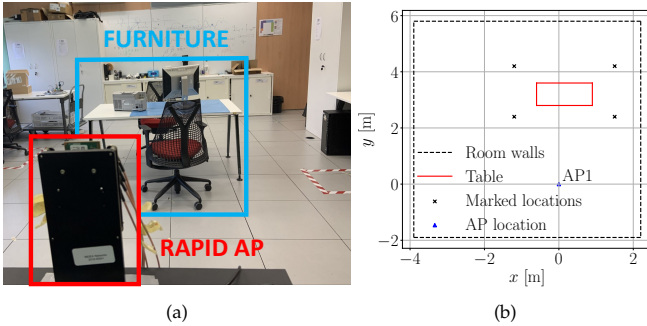 FURNITURE
RAPID AP
(a)
6
4
2
0
−2
y [m]
Room walls
Table
Marked locations
AP location
AP1
−4
−2
0
2
x [m]
(b)